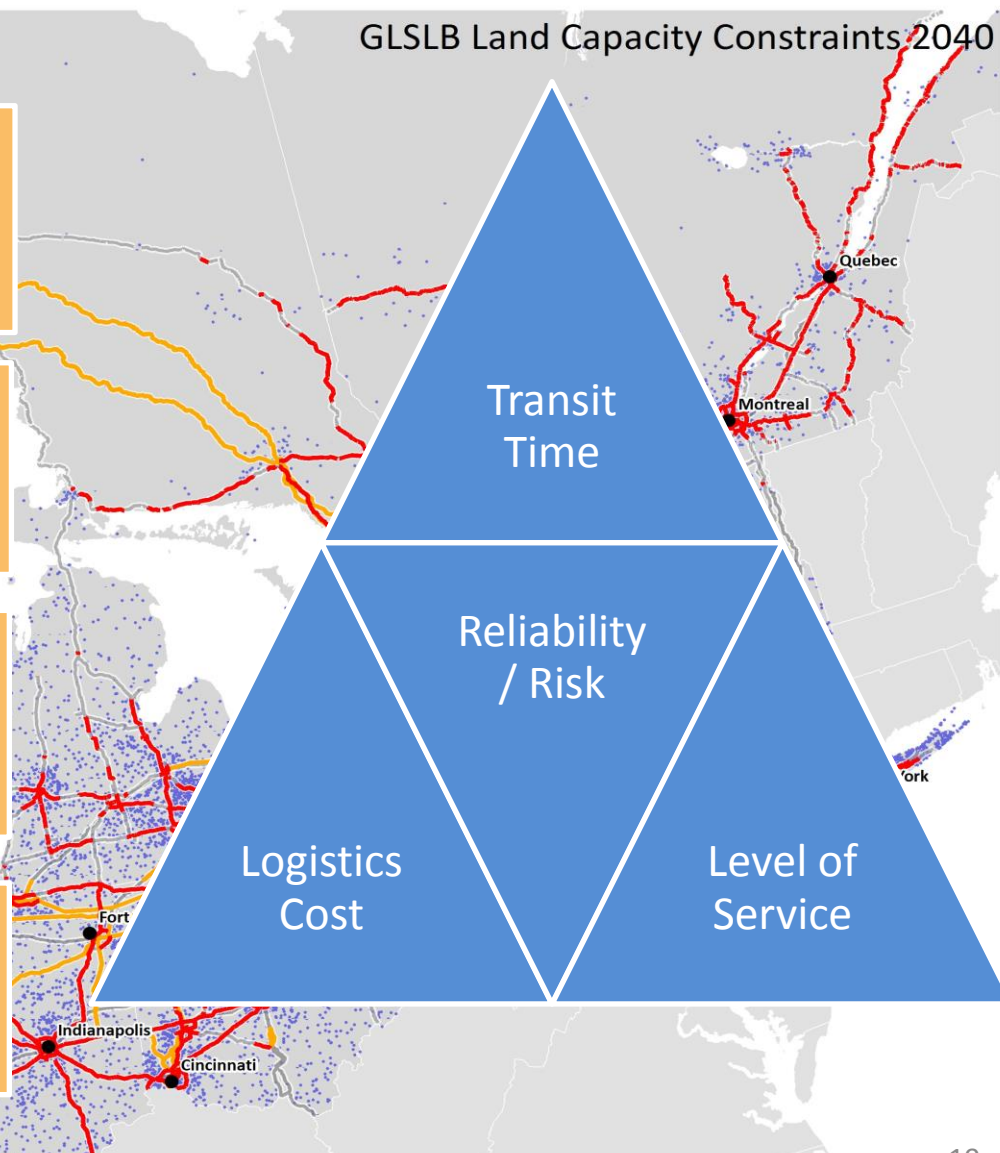 GLSLB Land Capacity Constraints 2040
Quebec
Transit
Time
Montreal
Reliability
/ Risk
York
Logistics
Cost
Level of
Service
Fort
Indianapolis
Cincinnati